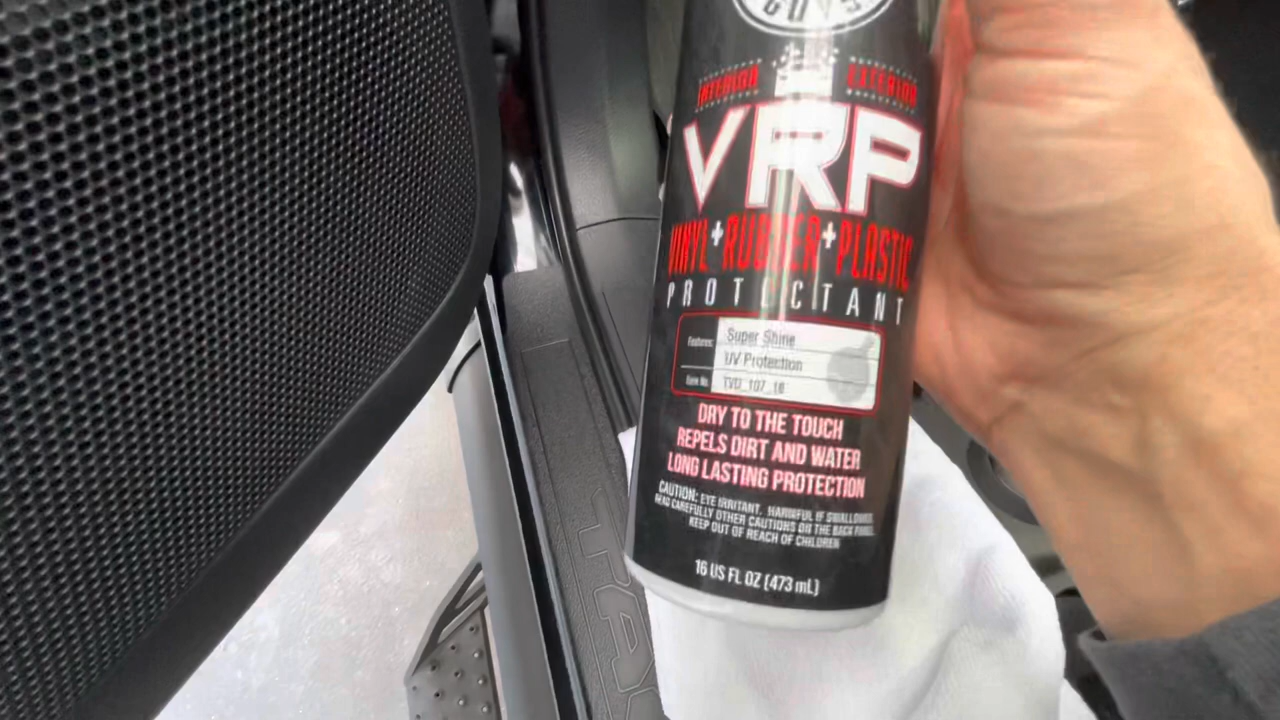 GUYS
INTERIOR EXTERIOR
VRP
VINYL+RUBBER+PLASTIC
PROTECTANT
Features: Super Shine
UV Protection
Item No. TVD_107_16
DRY TO THE TOUCH
REPELS DIRT AND WATER
LONG LASTING PROTECTION
CAUTION: EYE IRRITANT. HARMFUL IF SWALLOWED.
READ CAREFULLY OTHER CAUTIONS ON THE BACK PANEL.
KEEP OUT OF REACH OF CHILDREN
16 US FL OZ (473 mL)